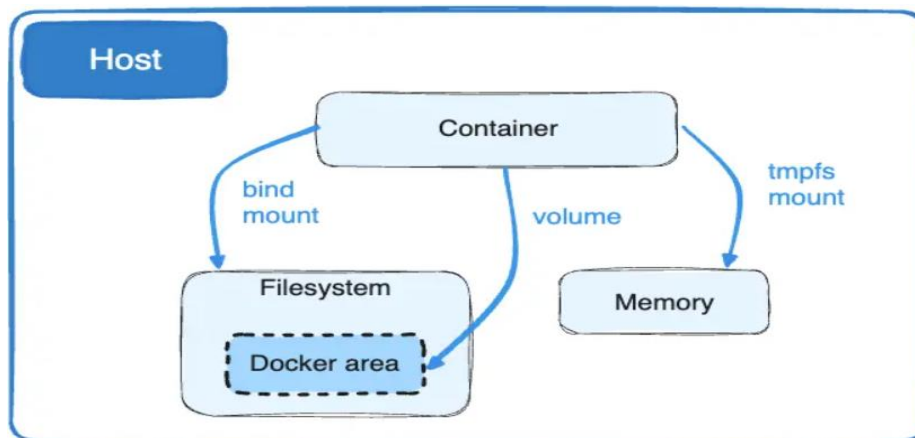 Host
Container
bind
mount
volume
tmpfs
mount
Filesystem
Memory
Docker area